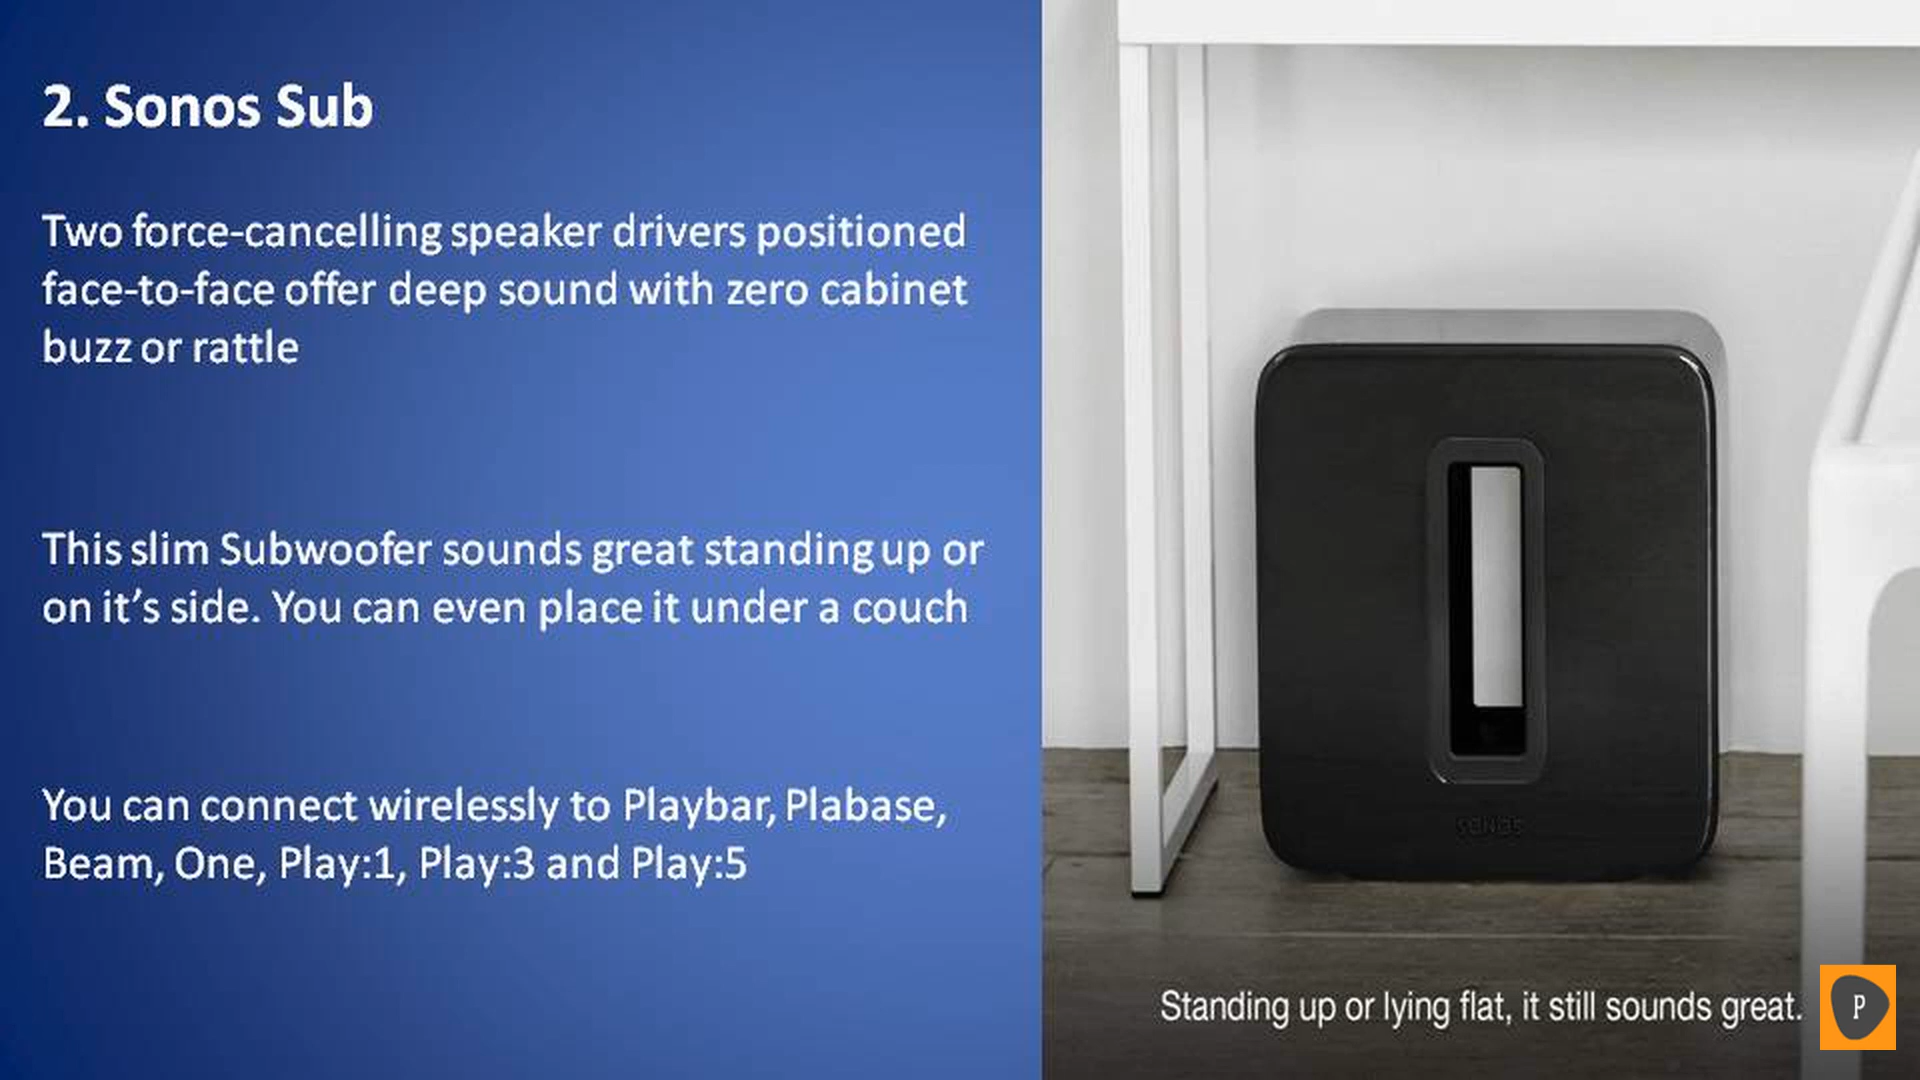 2. Sonos Sub
Two force-cancelling speaker drivers positioned
face-to-face offer deep sound with zero cabinet
buzz or rattle
This slim Subwoofer sounds great standing up or
on it’s side. You can even place it under a couch
You can connect wirelessly to Playbar, Plabase,
Beam, One, Play:1, Play:3 and Play:5
SONOS
Standing up or lying flat, it still sounds great.
P